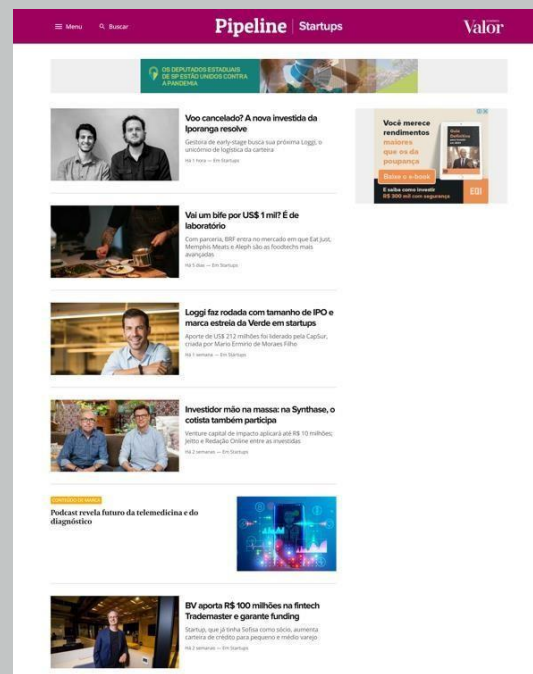 Menu
Buscar
Pipeline | Startups
Valor
OS DEPUTADOS ESTADUAIS
DE SP ESTÃO UNIDOS CONTRA
A PANDEMIA
Voo cancelado? A nova investida da
Iporanga resolve
Gestora de early-stage busca sua próxima Loggi, o
unicórnio de logística da carteira
Há 1 hora — Em Startups
Você merece
rendimentos
maiores
que os da
poupança
Baixe o e-book
E saiba como investir
R$ 300 mil com segurança
EQI
Vai um bife por US$ 1 mil? É de
laboratório
Com parceria, BRF entra no mercado em que Eat Just,
Memphis Meats e Aleph são as foodtechs mais
avançadas
Há 5 dias — Em Startups
Loggi faz rodada com tamanho de IPO e
marca estreia da Verde em startups
Aporte de US$ 212 milhões foi liderado pela CapSur,
criada por Mario Ermirio de Moraes Filho
Há 1 semana — Em Startups
Investidor mão na massa: na Synthase, o
cotista também participa
Venture capital de impacto aplicará até R$ 10 milhões;
Jeitto e Redação Online entre as investidas
Há 2 semanas — Em Startups
CONTEÚDO DE MARCA
Podcast revela futuro da telemedicina e do
diagnóstico
BV aporta R$ 100 milhões na fintech
Trademaster e garante funding
Startup, que já tinha Sofisa como sócio, aumenta
carteira de crédito para pequeno e médio varejo
Há 2 semanas — Em Startups